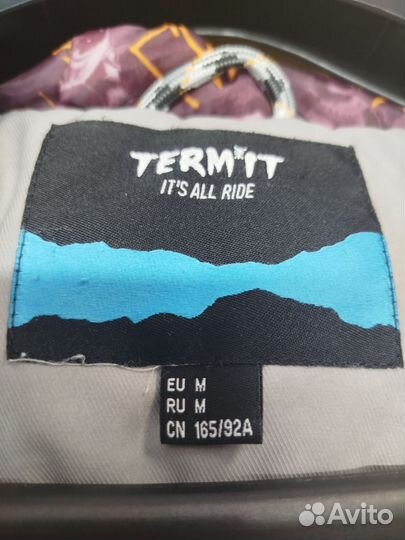 TERMIT
IT'S ALL RIDE
EU M
RU M
CN 165/92A
Avito